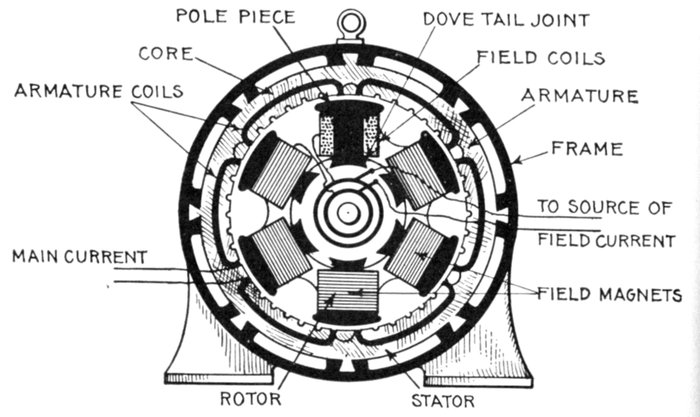 POLE PIECE
DOVE TAIL JOINT
CORE
FIELD COILS
ARMATURE COILS
ARMATURE
FRAME
TO SOURCE OF
FIELD CURRENT
MAIN CURRENT
FIELD MAGNETS
ROTOR
STATOR